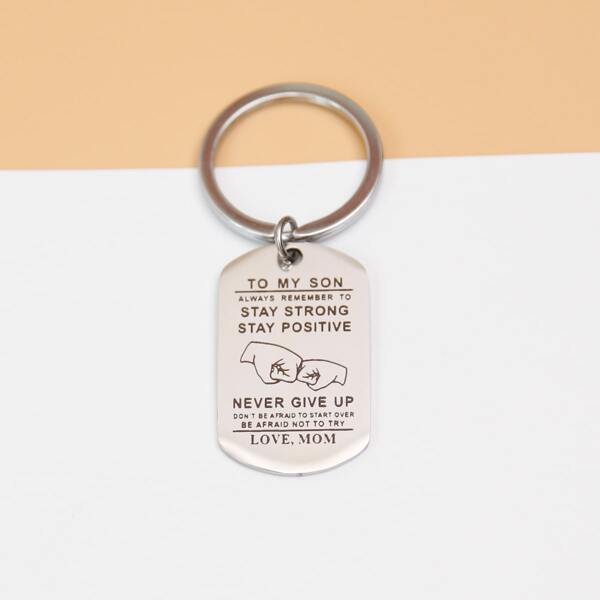 TO MY SON
ALWAYS REMEMBER TO
STAY STRONG
STAY POSITIVE
NEVER GIVE UP
DON'T BE AFRAID TO START OVER
BE AFRAID NOT TO TRY
LOVE, MOM